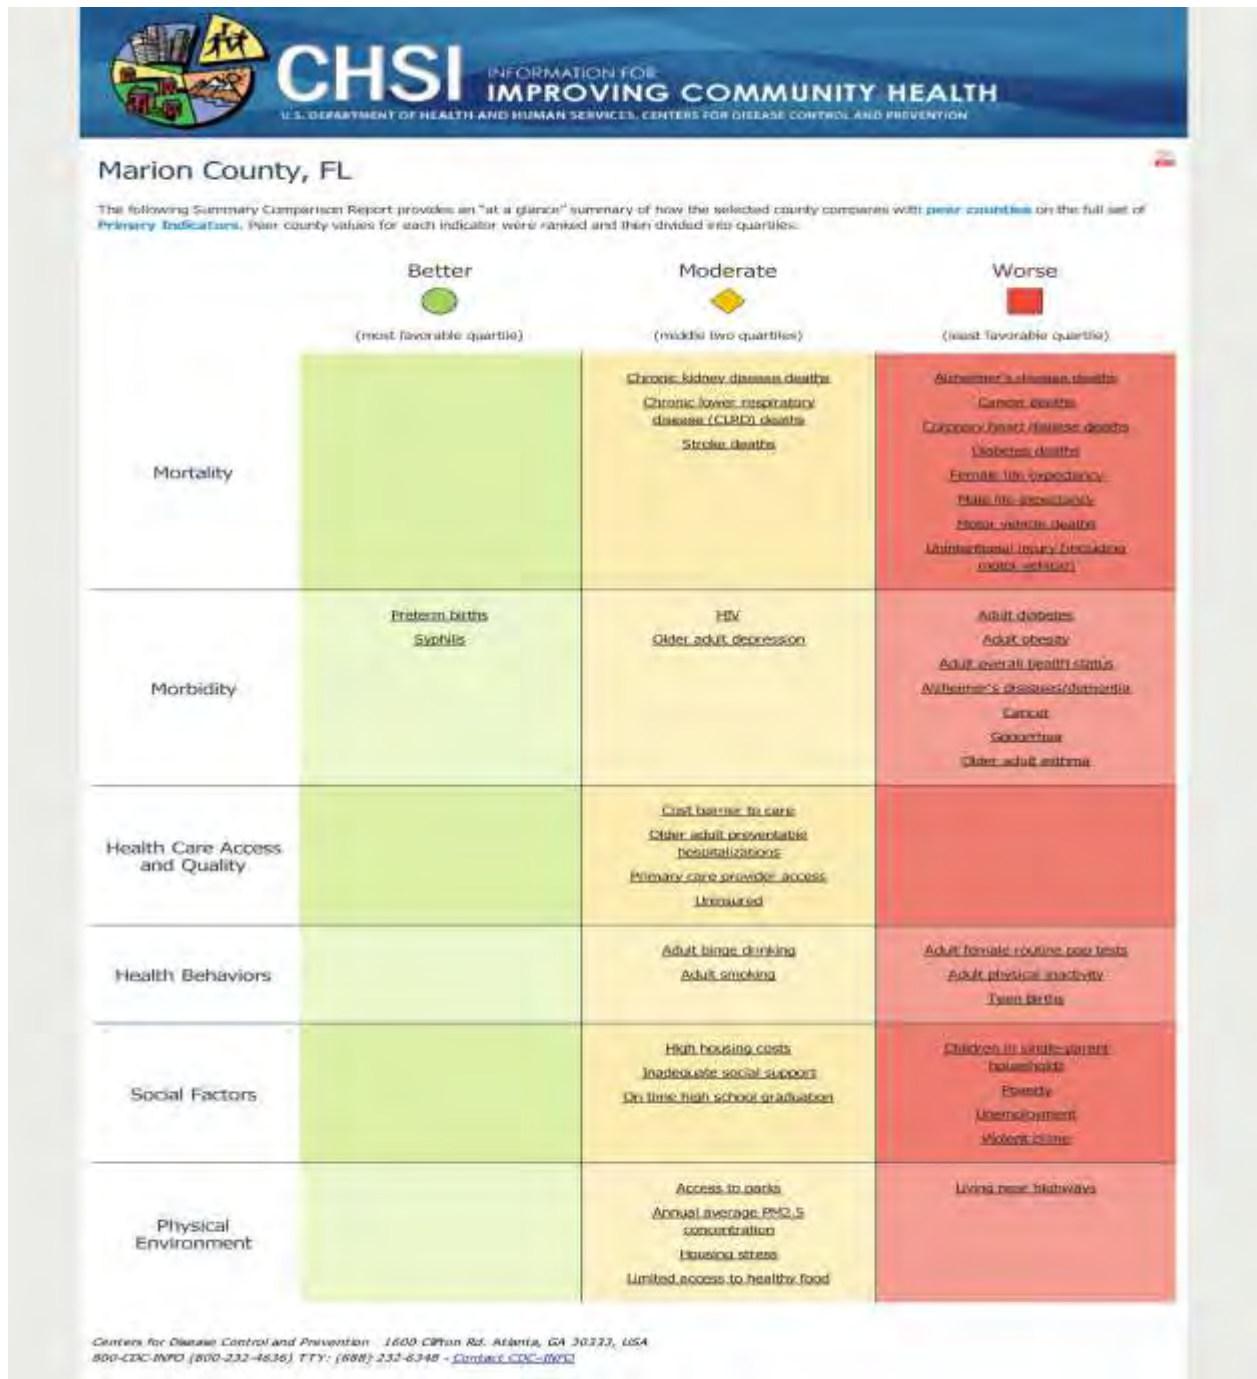 CHSI
INFORMATION FOR
IMPROVING COMMUNITY HEALTH
U.S. DEPARTMENT OF HEALTH AND HUMAN SERVICES, CENTERS FOR DISEASE CONTROL AND PREVENTION
Marion County, FL
The following Summary Comparison Report provides an "at a glance" summary of how the selected county compares with peer counties on the full set of
Primary Indicators. Peer county values for each indicator were ranked and then divided into quartiles.
Better
Moderate
Worse
(most favorable quartile)
(middle two quartiles)
(least favorable quartile)
Mortality
Chronic kidney disease deaths
Chronic lower respiratory
disease (CLRD) deaths
Stroke deaths
Alzheimer's disease deaths
Cancer deaths
Coronary heart disease deaths
Diabetes deaths
Female life expectancy
Male life expectancy
Motor vehicle deaths
Unintentional injury (including
motor vehicle)
Morbidity
Preterm births
Syphilis
HIV
Older adult depression
Adult diabetes
Adult obesity
Adult overall health status
Alzheimer's diseases/dementia
Cancer
Gonorrhea
Older adult asthma
Health Care Access
and Quality
Cost barrier to care
Older adult preventable
hospitalizations
Primary care provider access
Uninsured
Health Behaviors
Adult binge drinking
Adult smoking
Adult female routine pap tests
Adult physical inactivity
Teen Births
Social Factors
High housing costs
Inadequate social support
On time high school graduation
Children in single-parent
households
Poverty
Unemployment
Violent crime
Physical
Environment
Access to parks
Annual average PM2.5
concentration
Housing stress
Limited access to healthy food
Living near highways
Centers for Disease Control and Prevention 1600 Clifton Rd. Atlanta, GA 30333, USA
800-CDC-INFO (800-232-4636) TTY: (888) 232-6348 - Contact CDC-INFO